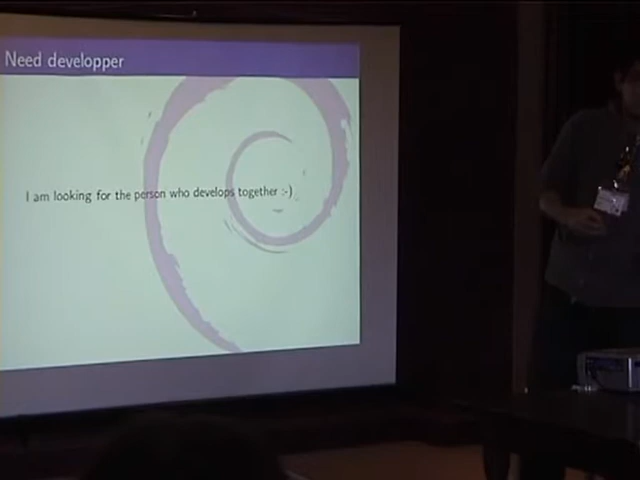 Need developper
I am looking for the person who develops together :-)